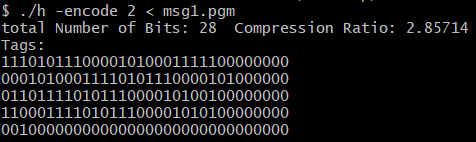 $ ./h -encode 2 < msg1.pgm
total Number of Bits: 28  Compression Ratio: 2.85714
Tags:
11101011100001010001111100000000
00010100011110101110000101000000
01101111010111000010100100000000
11000111101011100001010100000000
00100000000000000000000000000000